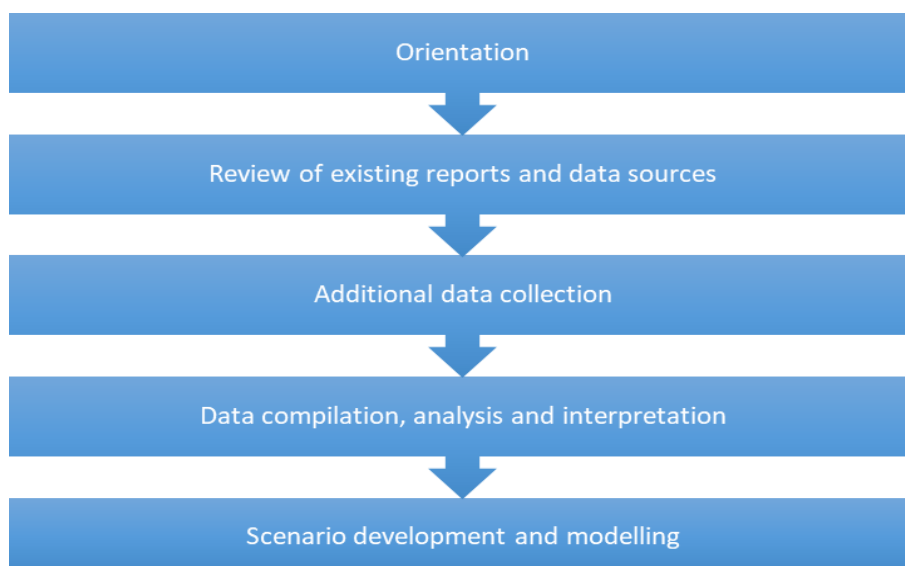 Orientation
Review of existing reports and data sources
Additional data collection
Data compilation, analysis and interpretation
Scenario development and modelling